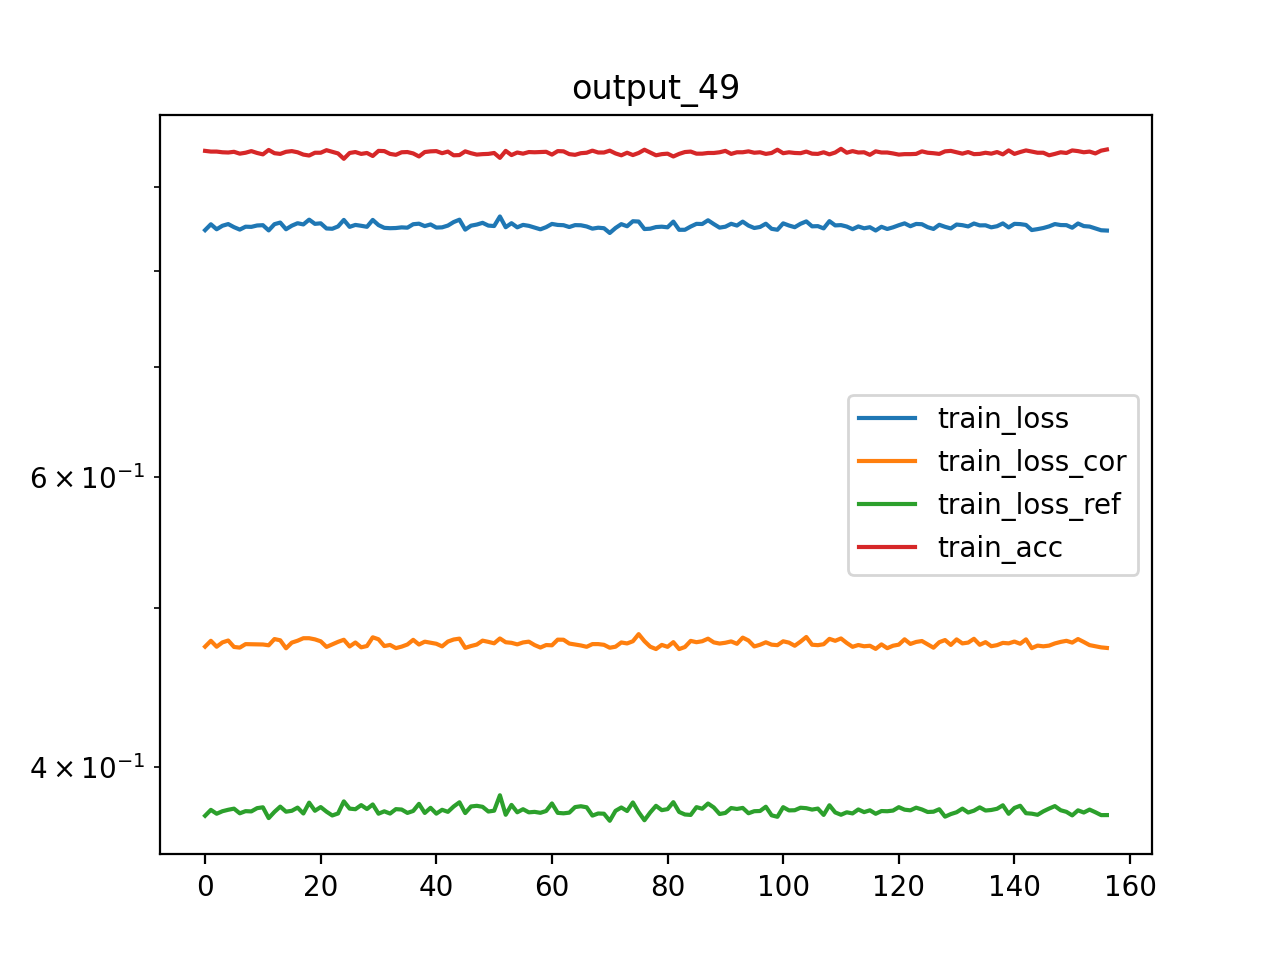 output_49
6 × 10⁻¹
4 × 10⁻¹
train_loss
train_loss_cor
train_loss_ref
train_acc
0 20 40 60 80 100 120 140 160